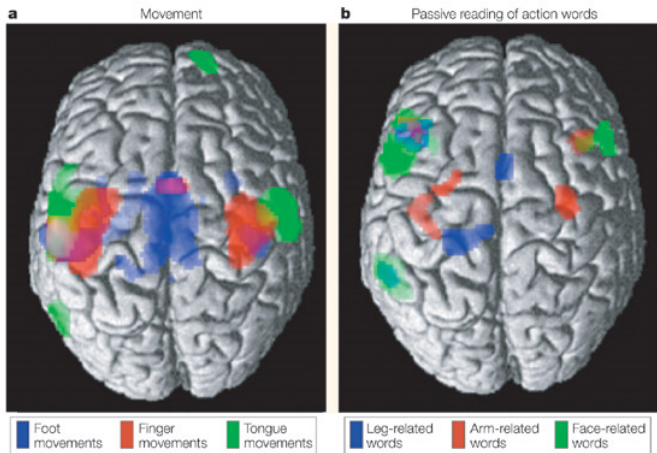 a Movement
b Passive reading of action words
Foot movements
Finger movements
Tongue movements
Leg-related words
Arm-related words
Face-related words